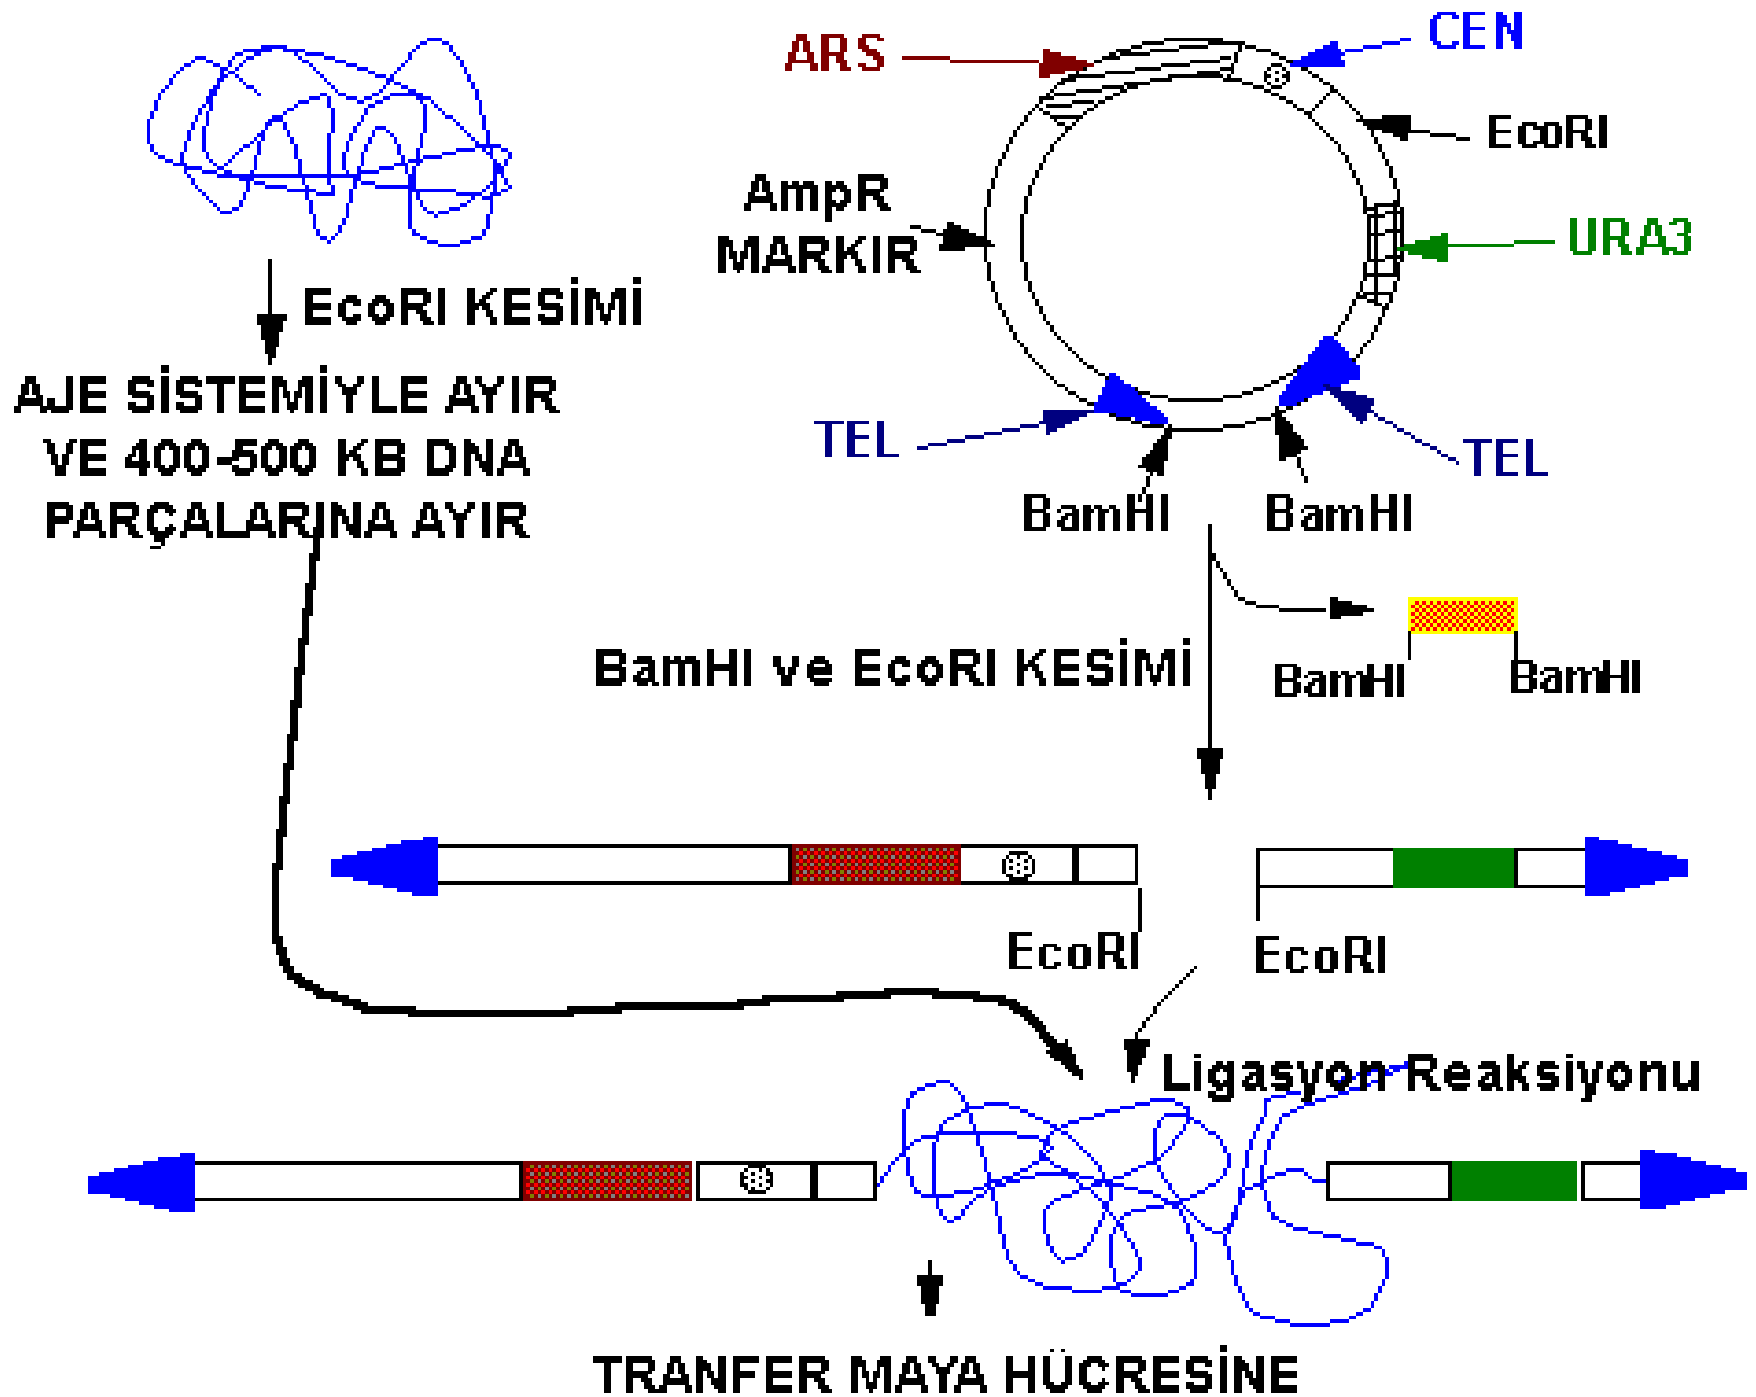 ARS
CEN
EcoRI
AmpR
MARKIR
URA3
EcoRI KESİMİ
AJE SİSTEMİYLE AYIR
VE 400-500 KB DNA
PARÇALARINA AYIR
TEL
TEL
BamHI
BamHI
BamHI ve EcoRI KESİMİ
BamHI
BamHI
EcoRI
EcoRI
Ligasyon Reaksiyonu
TRANFER MAYA HÜCRESİNE